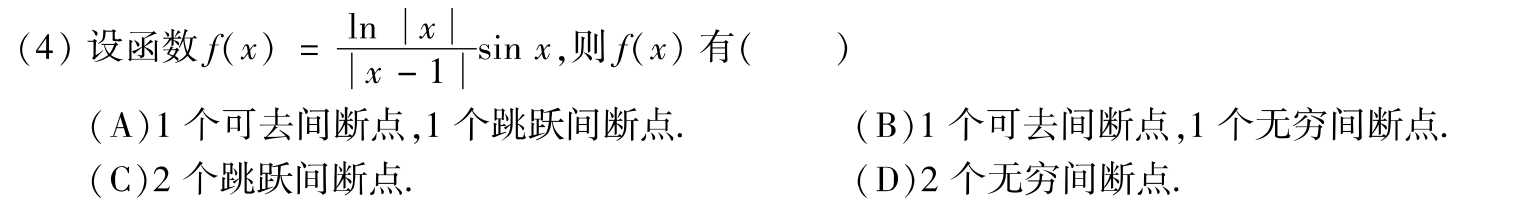 (4) 设函数 f(x) = \frac{\ln |x|}{|x-1|} \sin x,则 f(x) 有(  )
(A)1 个可去间断点,1 个跳跃间断点. (B)1 个可去间断点,1 个无穷间断点.
(C)2 个跳跃间断点. (D)2 个无穷间断点.